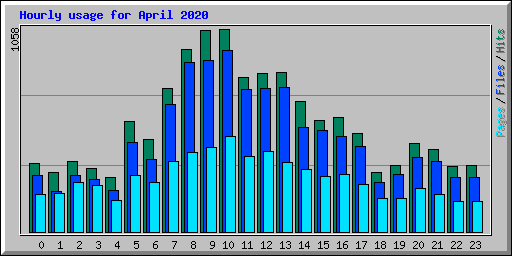 Hourly usage for April 2020
1058
Pages/Files/Hits
0 1 2 3 4 5 6 7 8 9 10 11 12 13 14 15 16 17 18 19 20 21 22 23